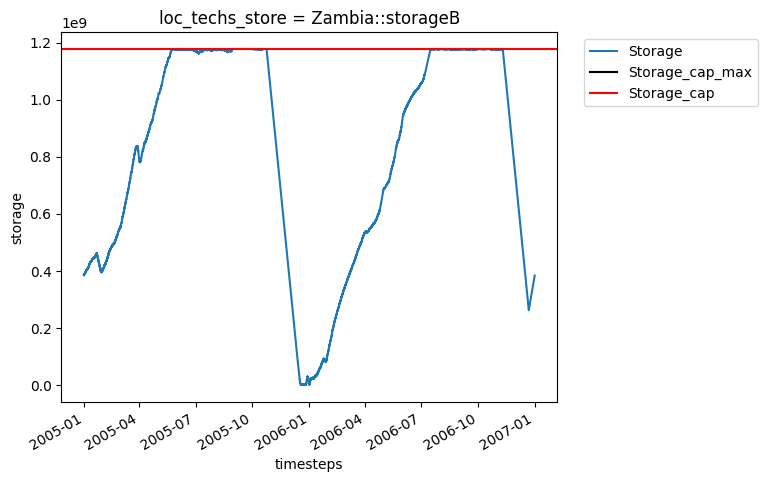 loc_techs_store = Zambia::storageB
1e9
1.2
1.0
0.8
0.6
0.4
0.2
0.0
storage
2005-01
2005-04
2005-07
2005-10
2006-01
2006-04
2006-07
2006-10
2007-01
timesteps
Storage
Storage_cap_max
Storage_cap